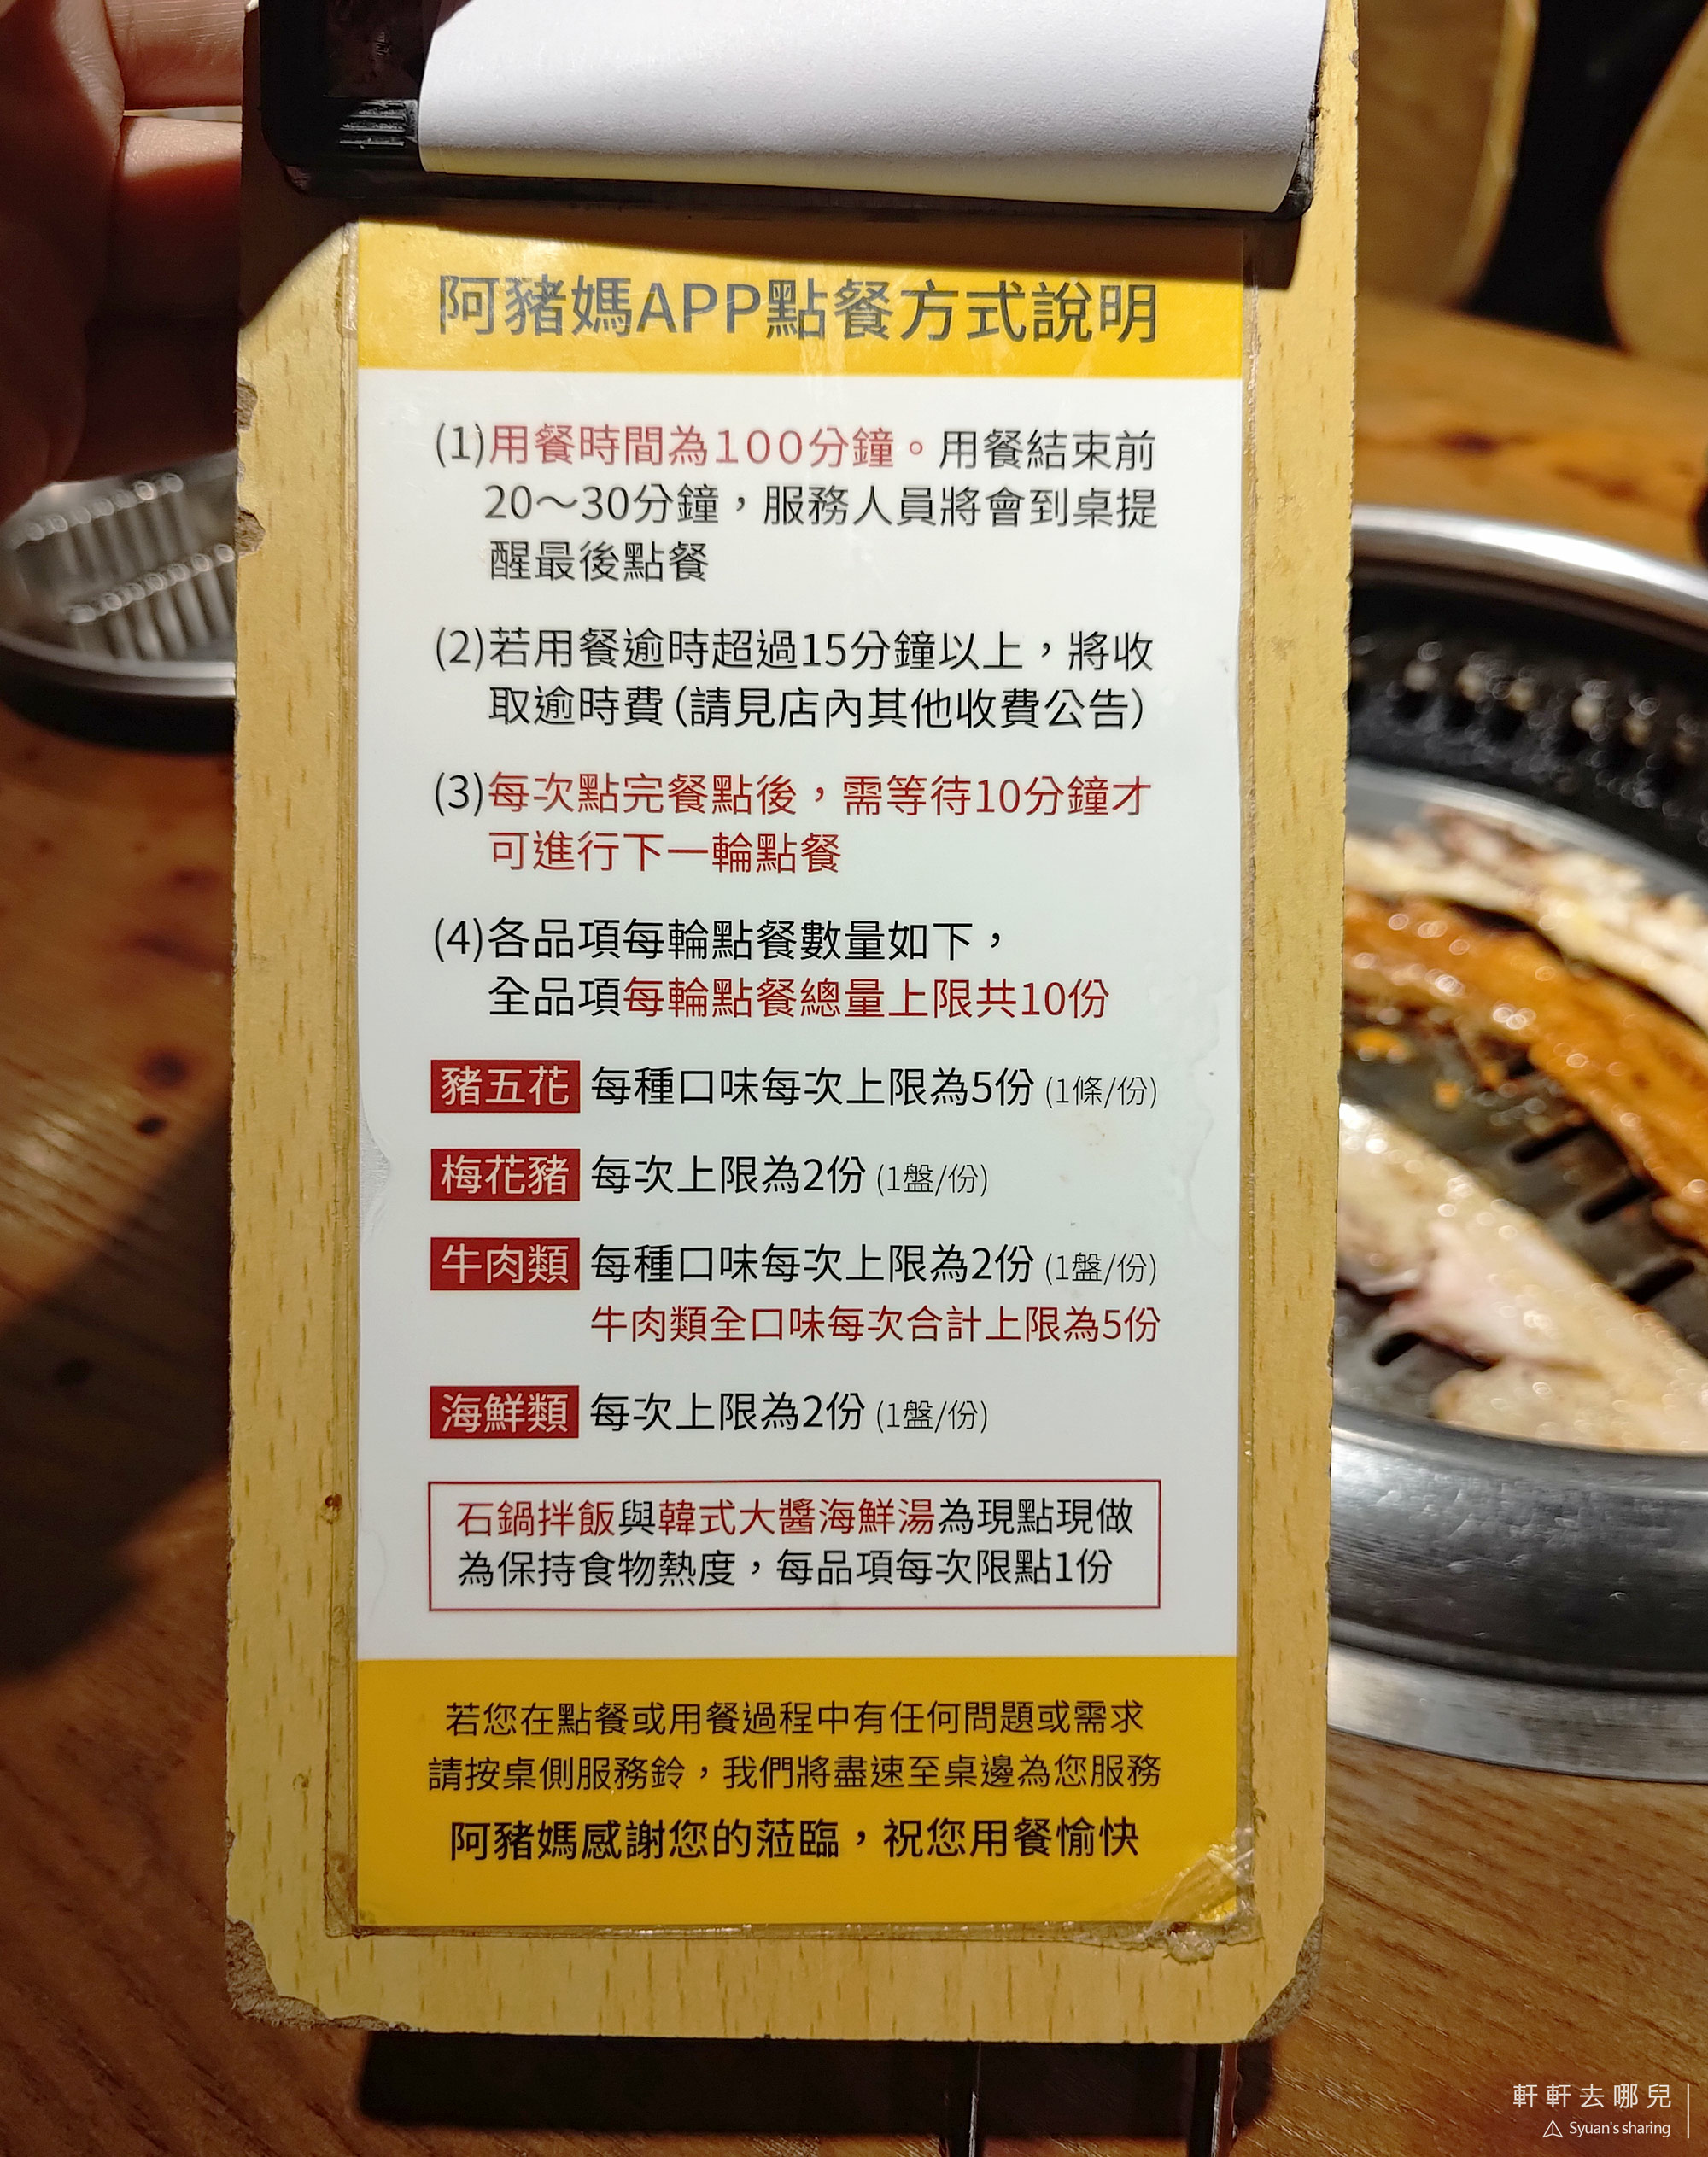 阿豬媽APP點餐方式說明
(1)用餐時間為100分鐘。用餐結束前
20～30分鐘，服務人員將會到桌提
醒最後點餐
(2)若用餐逾時超過15分鐘以上，將收
取逾時費(請見店內其他收費公告)
(3)每次點完餐點後，需等待10分鐘才
可進行下一輪點餐
(4)各品項每輪點餐數量如下，
全品項每輪點餐總量上限共10份
豬五花 每種口味每次上限為5份 (1條/份)
梅花豬 每次上限為2份 (1盤/份)
牛肉類 每種口味每次上限為2份 (1盤/份)
牛肉類全口味每次合計上限為5份
海鮮類 每次上限為2份 (1盤/份)
石鍋拌飯與韓式大醬海鮮湯為現點現做
為保持食物熱度，每品項每次限點1份
若您在點餐或用餐過程中有任何問題或需求
請按桌側服務鈴，我們將盡速至桌邊為您服務
阿豬媽感謝您的蒞臨，祝您用餐愉快
軒軒去哪兒
Syuan's sharing